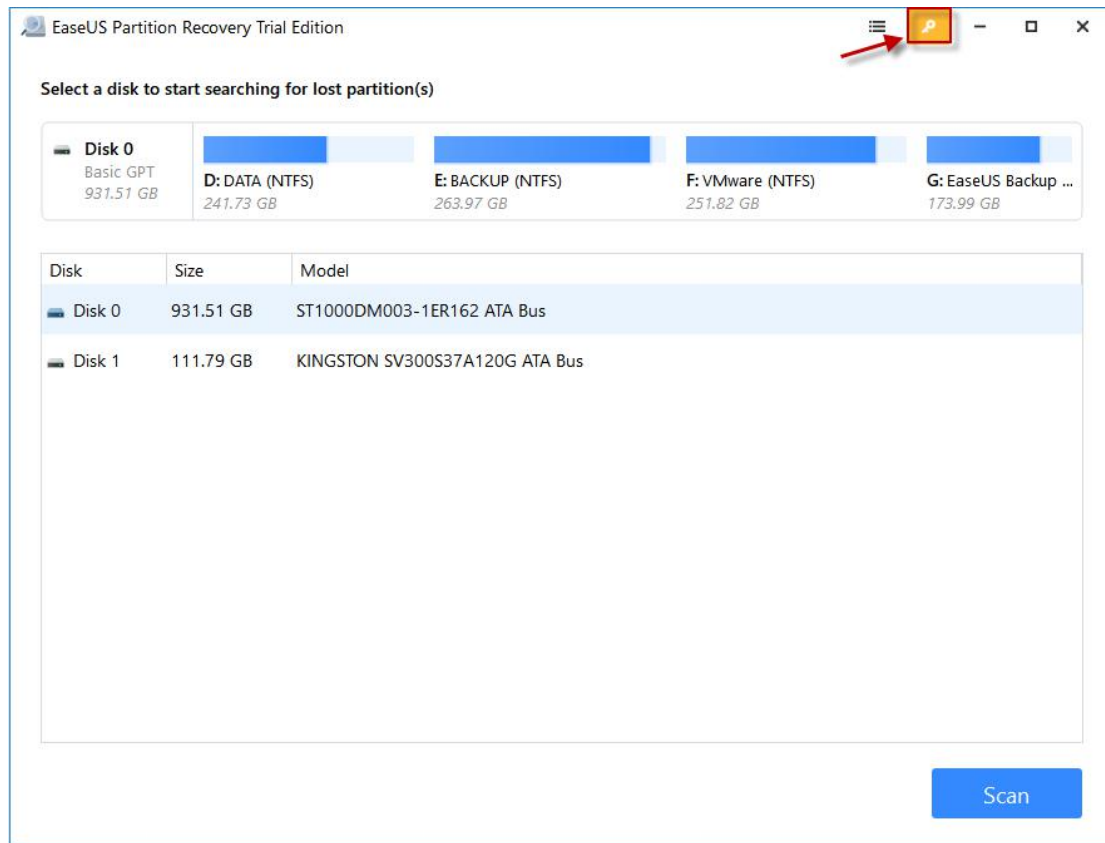 EaseUS Partition Recovery Trial Edition
Select a disk to start searching for lost partition(s)
Disk 0
Basic GPT
931.51 GB
D: DATA (NTFS)
241.73 GB
E: BACKUP (NTFS)
263.97 GB
F: VMware (NTFS)
251.82 GB
G: EaseUS Backup ...
173.99 GB
Disk Size Model
Disk 0 931.51 GB ST1000DM003-1ER162 ATA Bus
Disk 1 111.79 GB KINGSTON SV300S37A120G ATA Bus
Scan